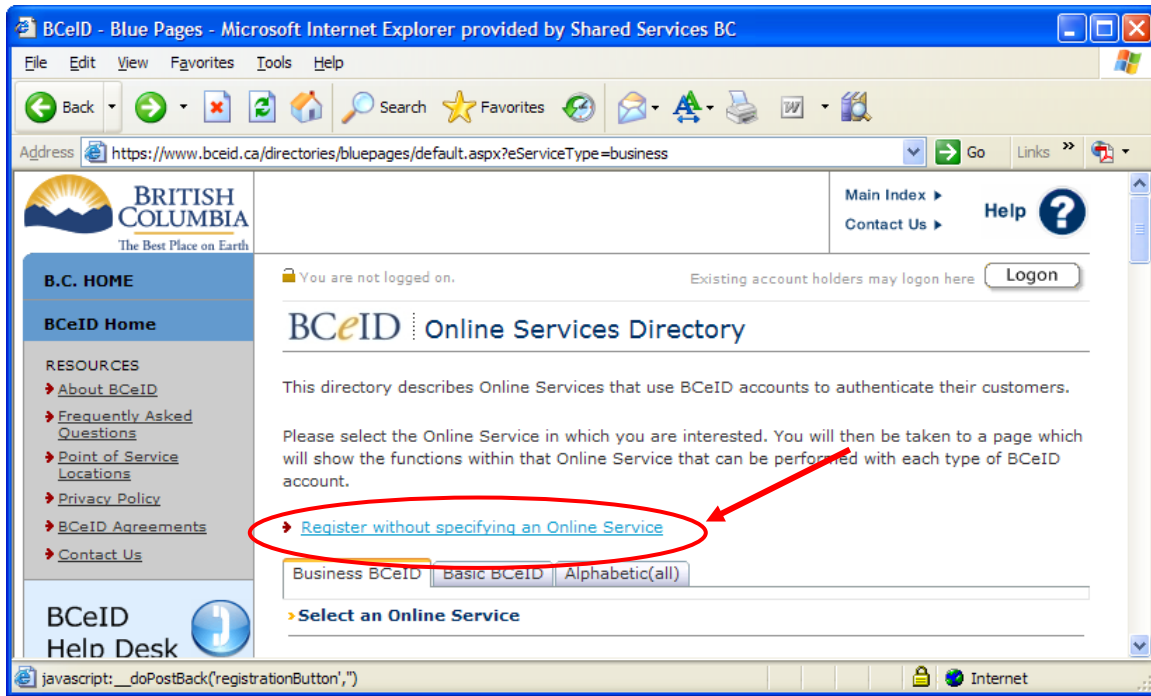 BCeID - Blue Pages - Microsoft Internet Explorer provided by Shared Services BC
File Edit View Favorites Tools Help
Back Search Favorites
Address https://www.bceid.ca/directories/bluepages/default.aspx?eServiceType=business Go Links »
BRITISH
COLUMBIA
The Best Place on Earth
Main Index
Contact Us
Help ?
B.C. HOME
BCeID Home
RESOURCES
About BCeID
Frequently Asked
Questions
Point of Service
Locations
Privacy Policy
BCeID Agreements
Contact Us
BCeID
Help Desk
You are not logged on.
Existing account holders may logon here Logon
BCeID Online Services Directory
This directory describes Online Services that use BCeID accounts to authenticate their customers.
Please select the Online Service in which you are interested. You will then be taken to a page which
will show the functions within that Online Service that can be performed with each type of BCeID
account.
Register without specifying an Online Service
Business BCeID Basic BCeID Alphabetic(all)
›Select an Online Service
javascript:__doPostBack('registrationButton','')
Internet